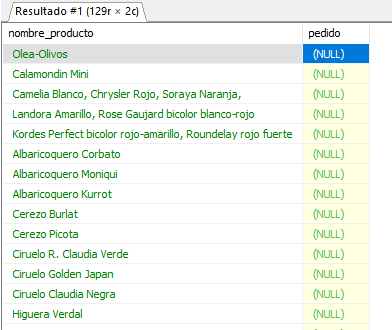 Resultado #1 (129r × 2c)
nombre_producto pedido
Olea-Olivos (NULL)
Calamondin Mini (NULL)
Camelia Blanco, Chrysler Rojo, Soraya Naranja, (NULL)
Landora Amarillo, Rose Gaujard bicolor blanco-rojo (NULL)
Kordes Perfect bicolor rojo-amarillo, Roundelay rojo fuerte (NULL)
Albaricoquero Corbato (NULL)
Albaricoquero Moniqui (NULL)
Albaricoquero Kurrot (NULL)
Cerezo Burlat (NULL)
Cerezo Picota (NULL)
Ciruelo R. Claudia Verde (NULL)
Ciruelo Golden Japan (NULL)
Ciruelo Claudia Negra (NULL)
Higuera Verdal (NULL)